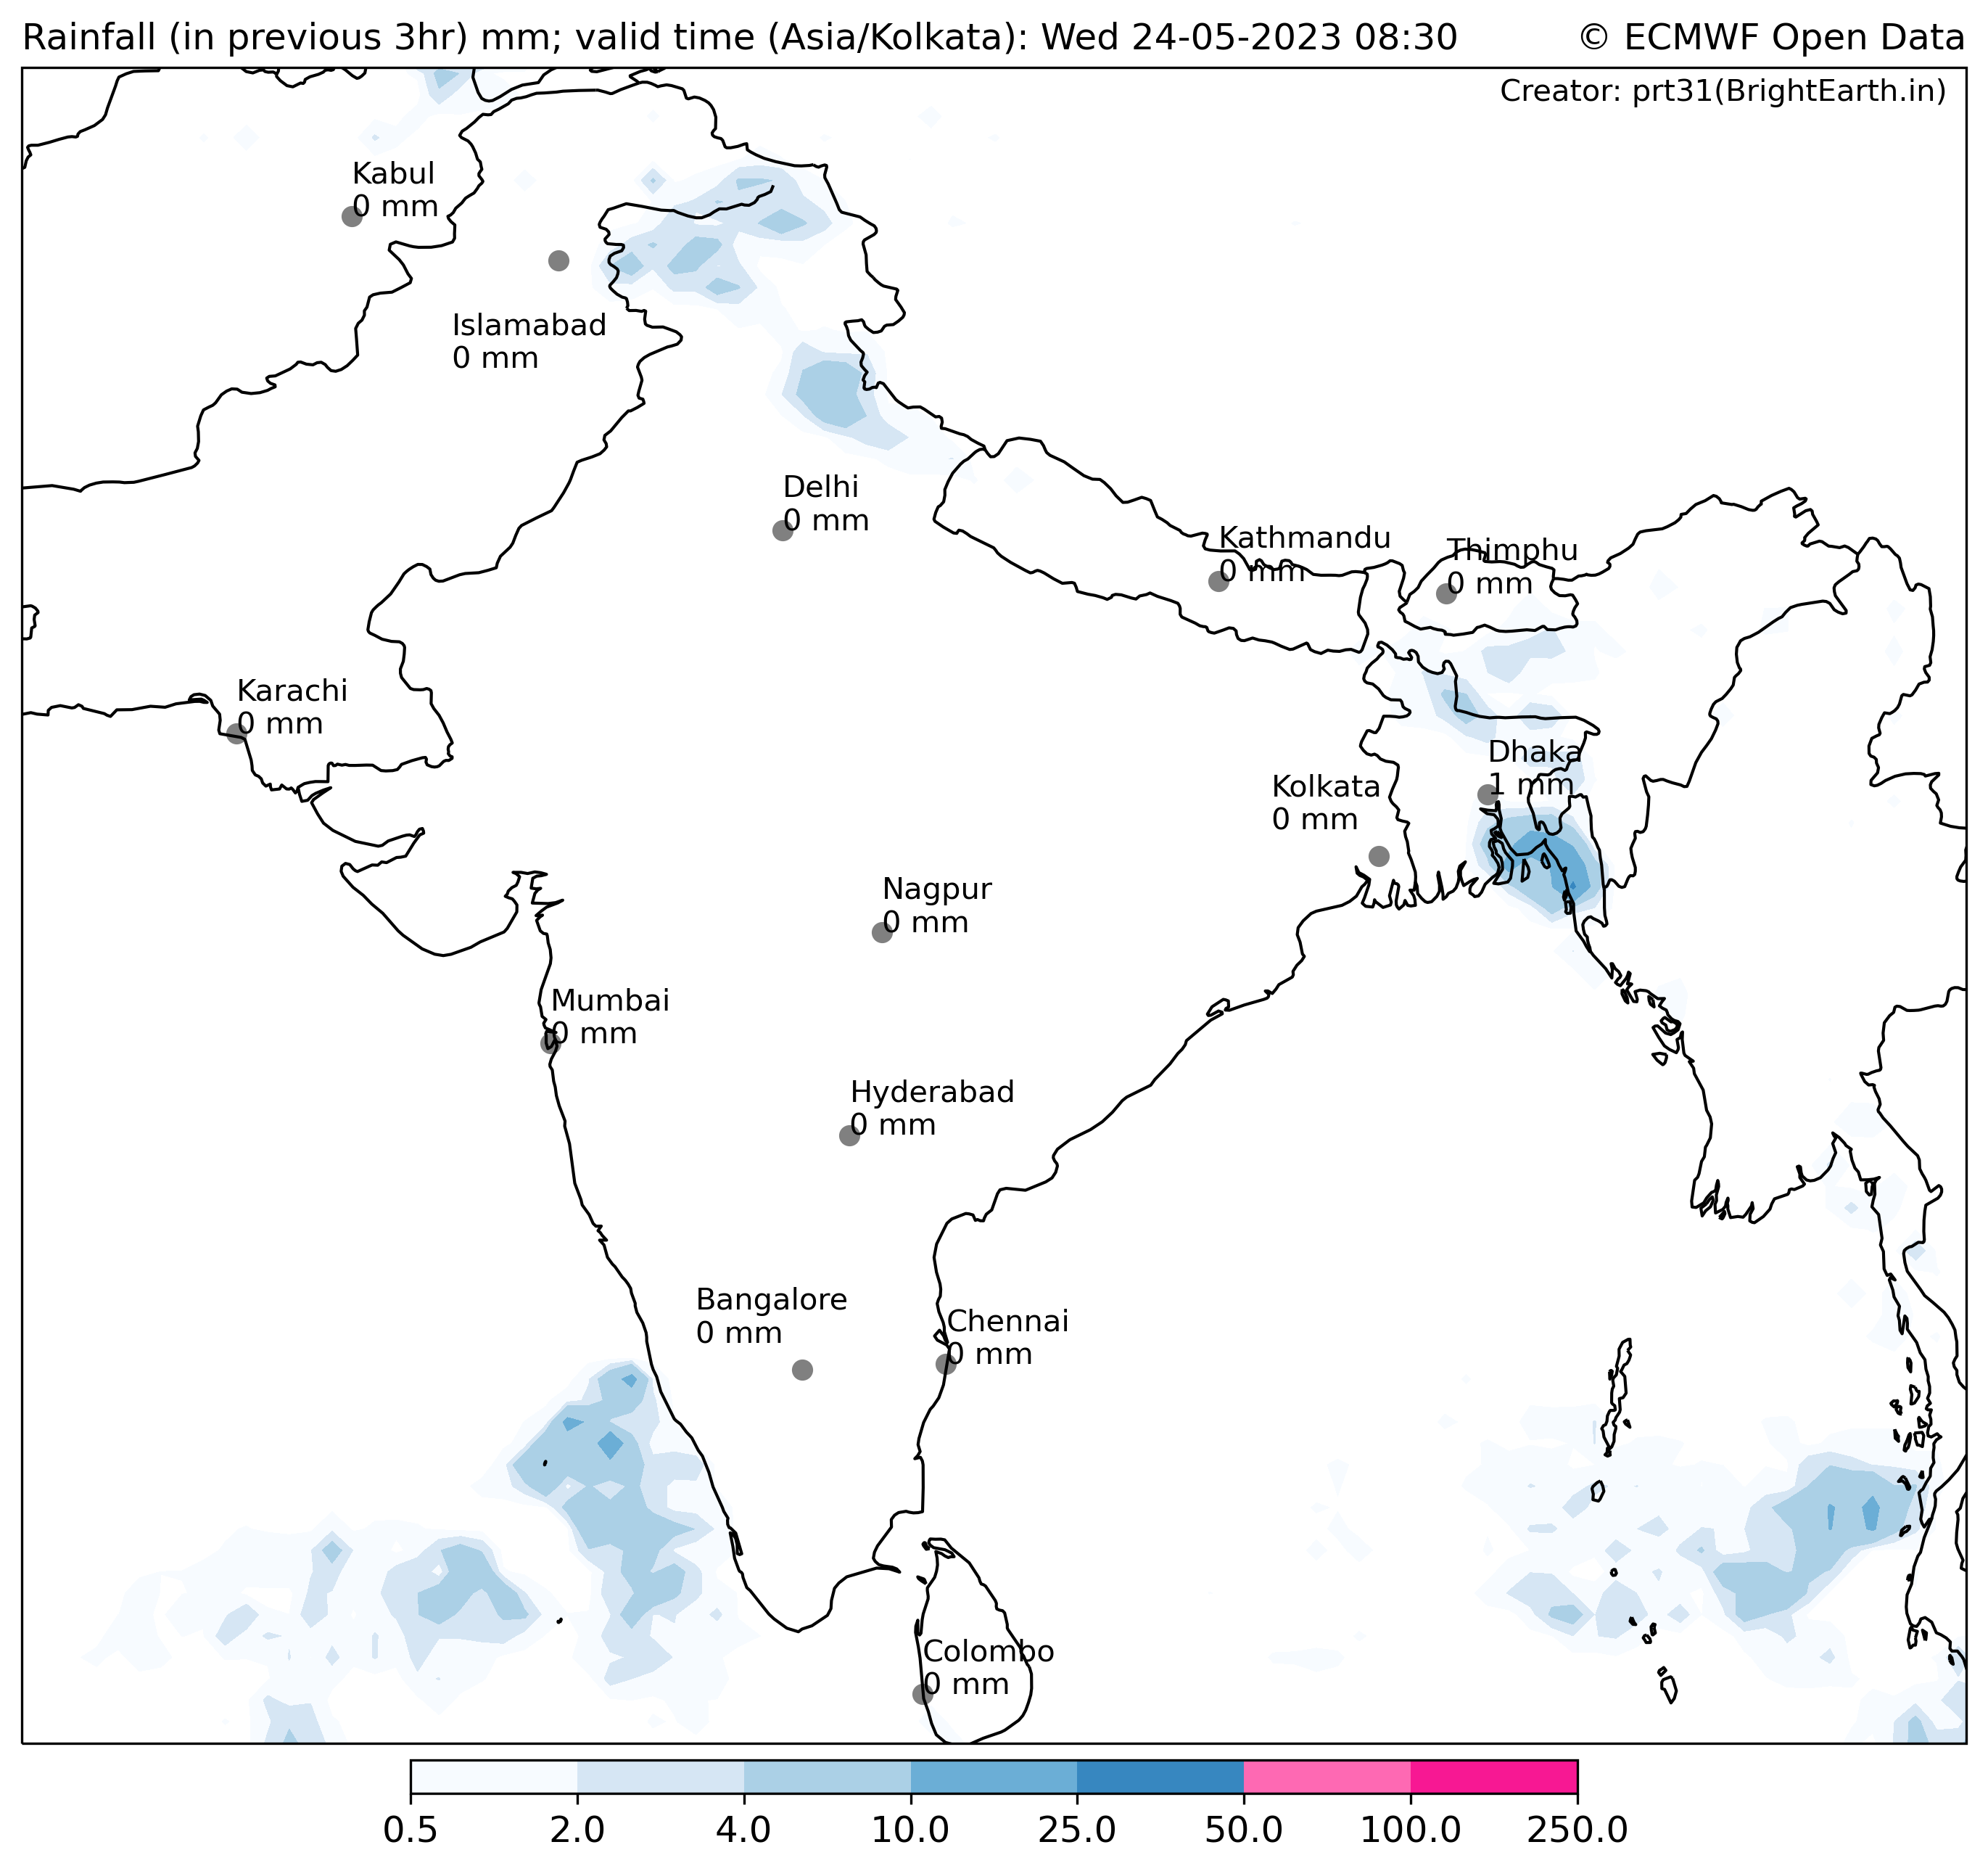 Rainfall (in previous 3hr) mm; valid time (Asia/Kolkata): Wed 24-05-2023 08:30
© ECMWF Open Data
Creator: prt31(BrightEarth.in)
Kabul
0 mm
Islamabad
0 mm
Delhi
0 mm
Kathmandu
0 mm
Thimphu
0 mm
Karachi
0 mm
Dhaka
1 mm
Kolkata
0 mm
Nagpur
0 mm
Mumbai
0 mm
Hyderabad
0 mm
Bangalore
0 mm
Chennai
0 mm
Colombo
0 mm
0.5 2.0 4.0 10.0 25.0 50.0 100.0 250.0